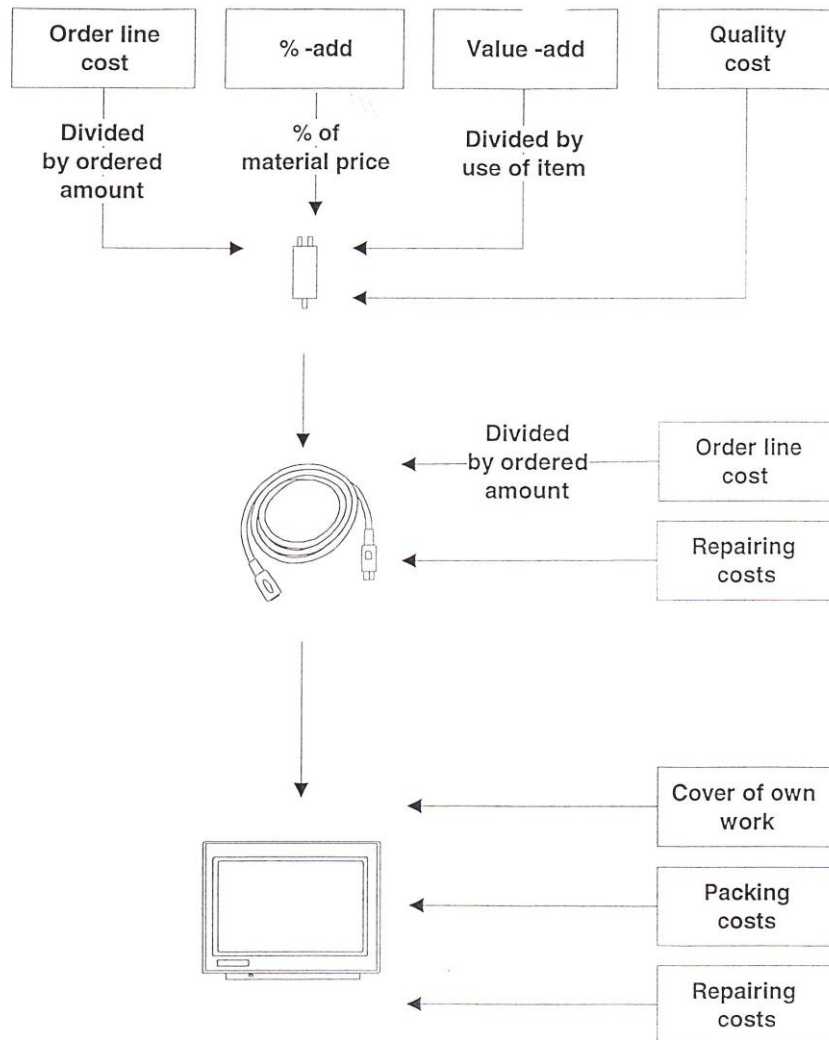 Order line
cost
% -add
Value -add
Quality
cost
Divided
by ordered
amount
% of
material price
Divided by
use of item
Divided
by ordered
amount
Order line
cost
Repairing
costs
Cover of own
work
Packing
costs
Repairing
costs